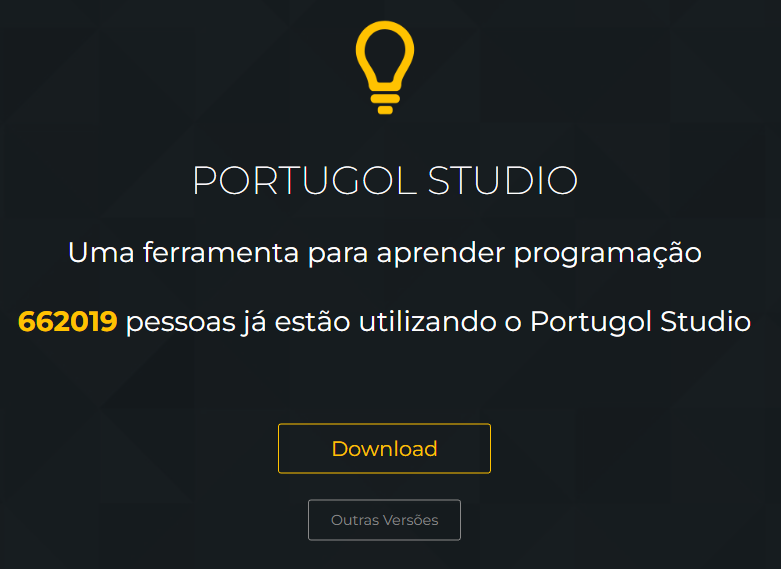 PORTUGOL STUDIO
Uma ferramenta para aprender programação
662019 pessoas já estão utilizando o Portugol Studio
Download
Outras Versões